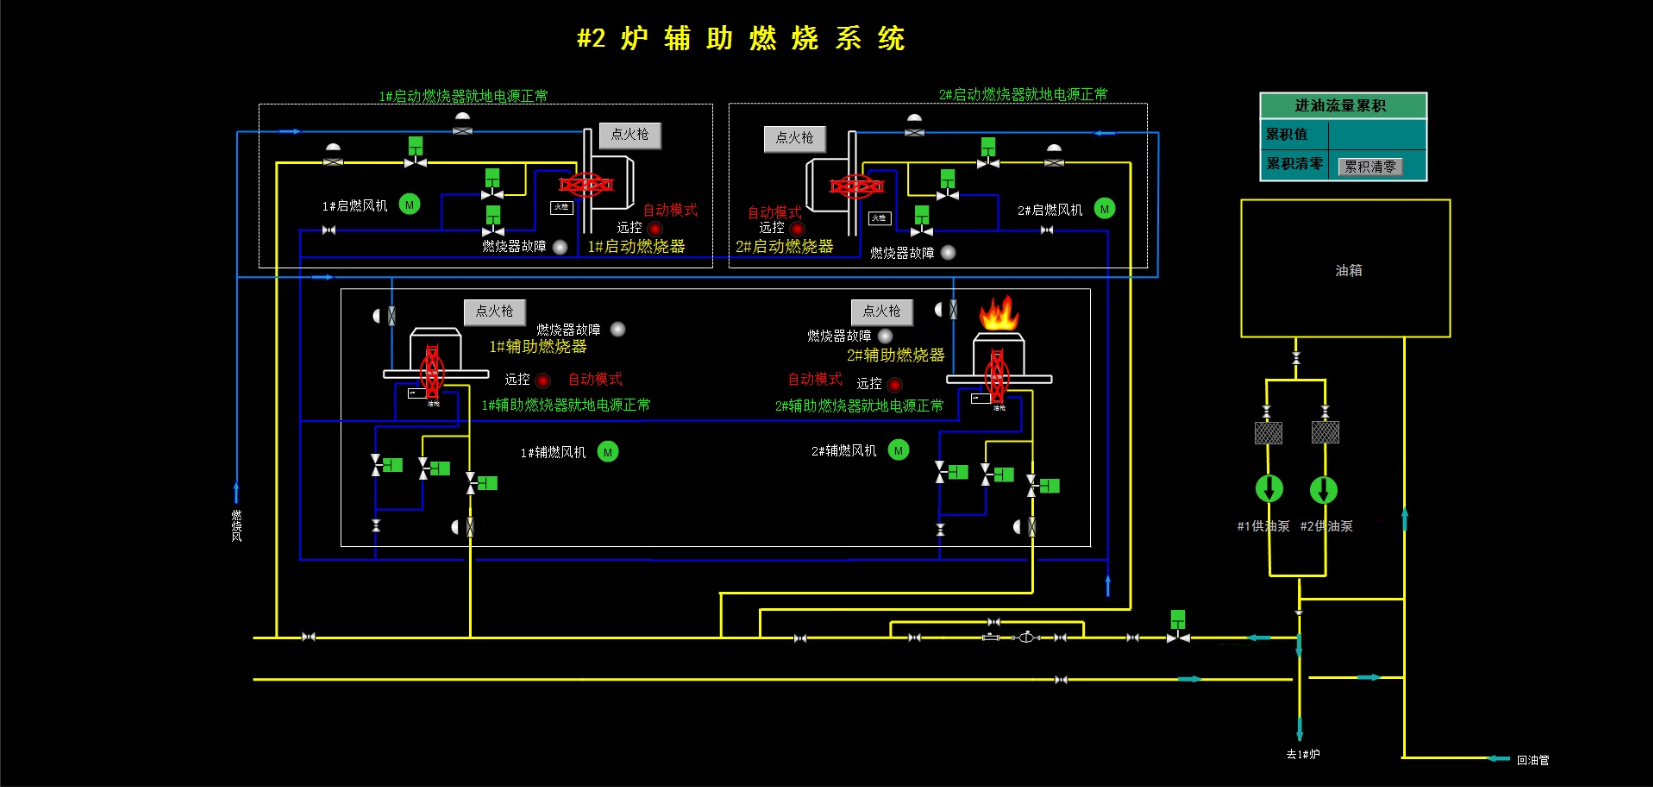 #2 炉 辅 助 燃 烧 系 统
1#启动燃烧器就地电源正常
2#启动燃烧器就地电源正常
进油流量累积
累积值
累积清零
累积清零
点火枪
点火枪
1#启燃风机
M
火枪
自动模式
远控
燃烧器故障
1#启动燃烧器
自动模式
远控
2#启动燃烧器
火枪
燃烧器故障
2#启燃风机
M
油箱
点火枪
燃烧器故障
1#辅助燃烧器
远控
自动模式
1#辅助燃烧器就地电源正常
油枪
1#辅燃风机
M
点火枪
燃烧器故障
2#辅助燃烧器
自动模式
远控
2#辅助燃烧器就地电源正常
油枪
2#辅燃风机
M
燃烧风
#1供油泵
#2供油泵
去1#炉
回油管